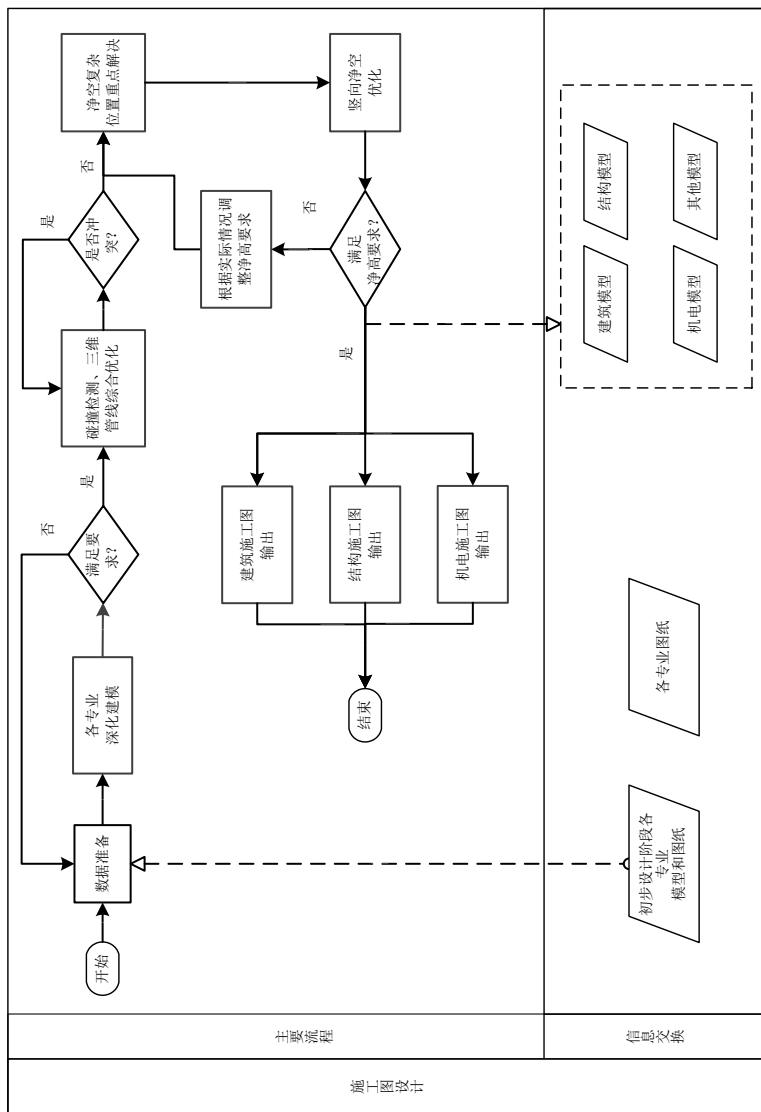 施工图设计
主要流程
信息交换
开始
数据准备
各专业
深化建模
满足要
求？
否
是
碰撞检测、三维
管线综合优化
是否冲
突？
是
否
净空复杂
位置重点解决
竖向净空
优化
满足
净高要求？
否
根据实际情况调
整净高要求
是
建筑施工图
输出
结构施工图
输出
机电施工图
输出
结束
初步设计阶段各
专业
模型和图纸
各专业图纸
建筑模型
结构模型
机电模型
其他模型